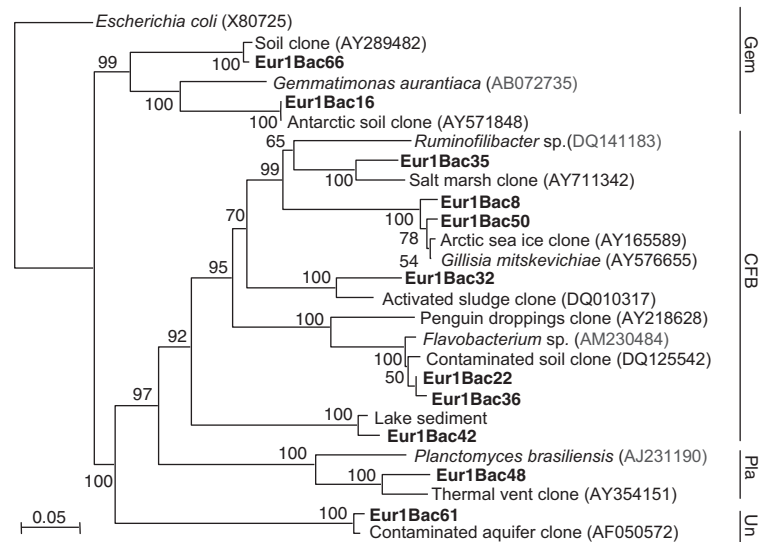 Escherichia coli (X80725)
Soil clone (AY289482)
99
100 Eur1Bac66
Gemmatimonas aurantiaca (AB072735)
100
Eur1Bac16
100 Antarctic soil clone (AY571848)
Gem
65
Ruminofilibacter sp.(DQ141183)
Eur1Bac35
99
100
Salt marsh clone (AY711342)
Eur1Bac8
100
Eur1Bac50
70
78
Arctic sea ice clone (AY165589)
54
Gillisia mitskevichiae (AY576655)
95
100
Eur1Bac32
Activated sludge clone (DQ010317)
100
Penguin droppings clone (AY218628)
Flavobacterium sp. (AM230484)
92
100
Contaminated soil clone (DQ125542)
50
Eur1Bac22
Eur1Bac36
97
100
Lake sediment
Eur1Bac42
CFB
100
Planctomyces brasiliensis (AJ231190)
100
Eur1Bac48
Thermal vent clone (AY354151)
Pla
100
100
Eur1Bac61
Contaminated aquifer clone (AF050572)
Un
0.05